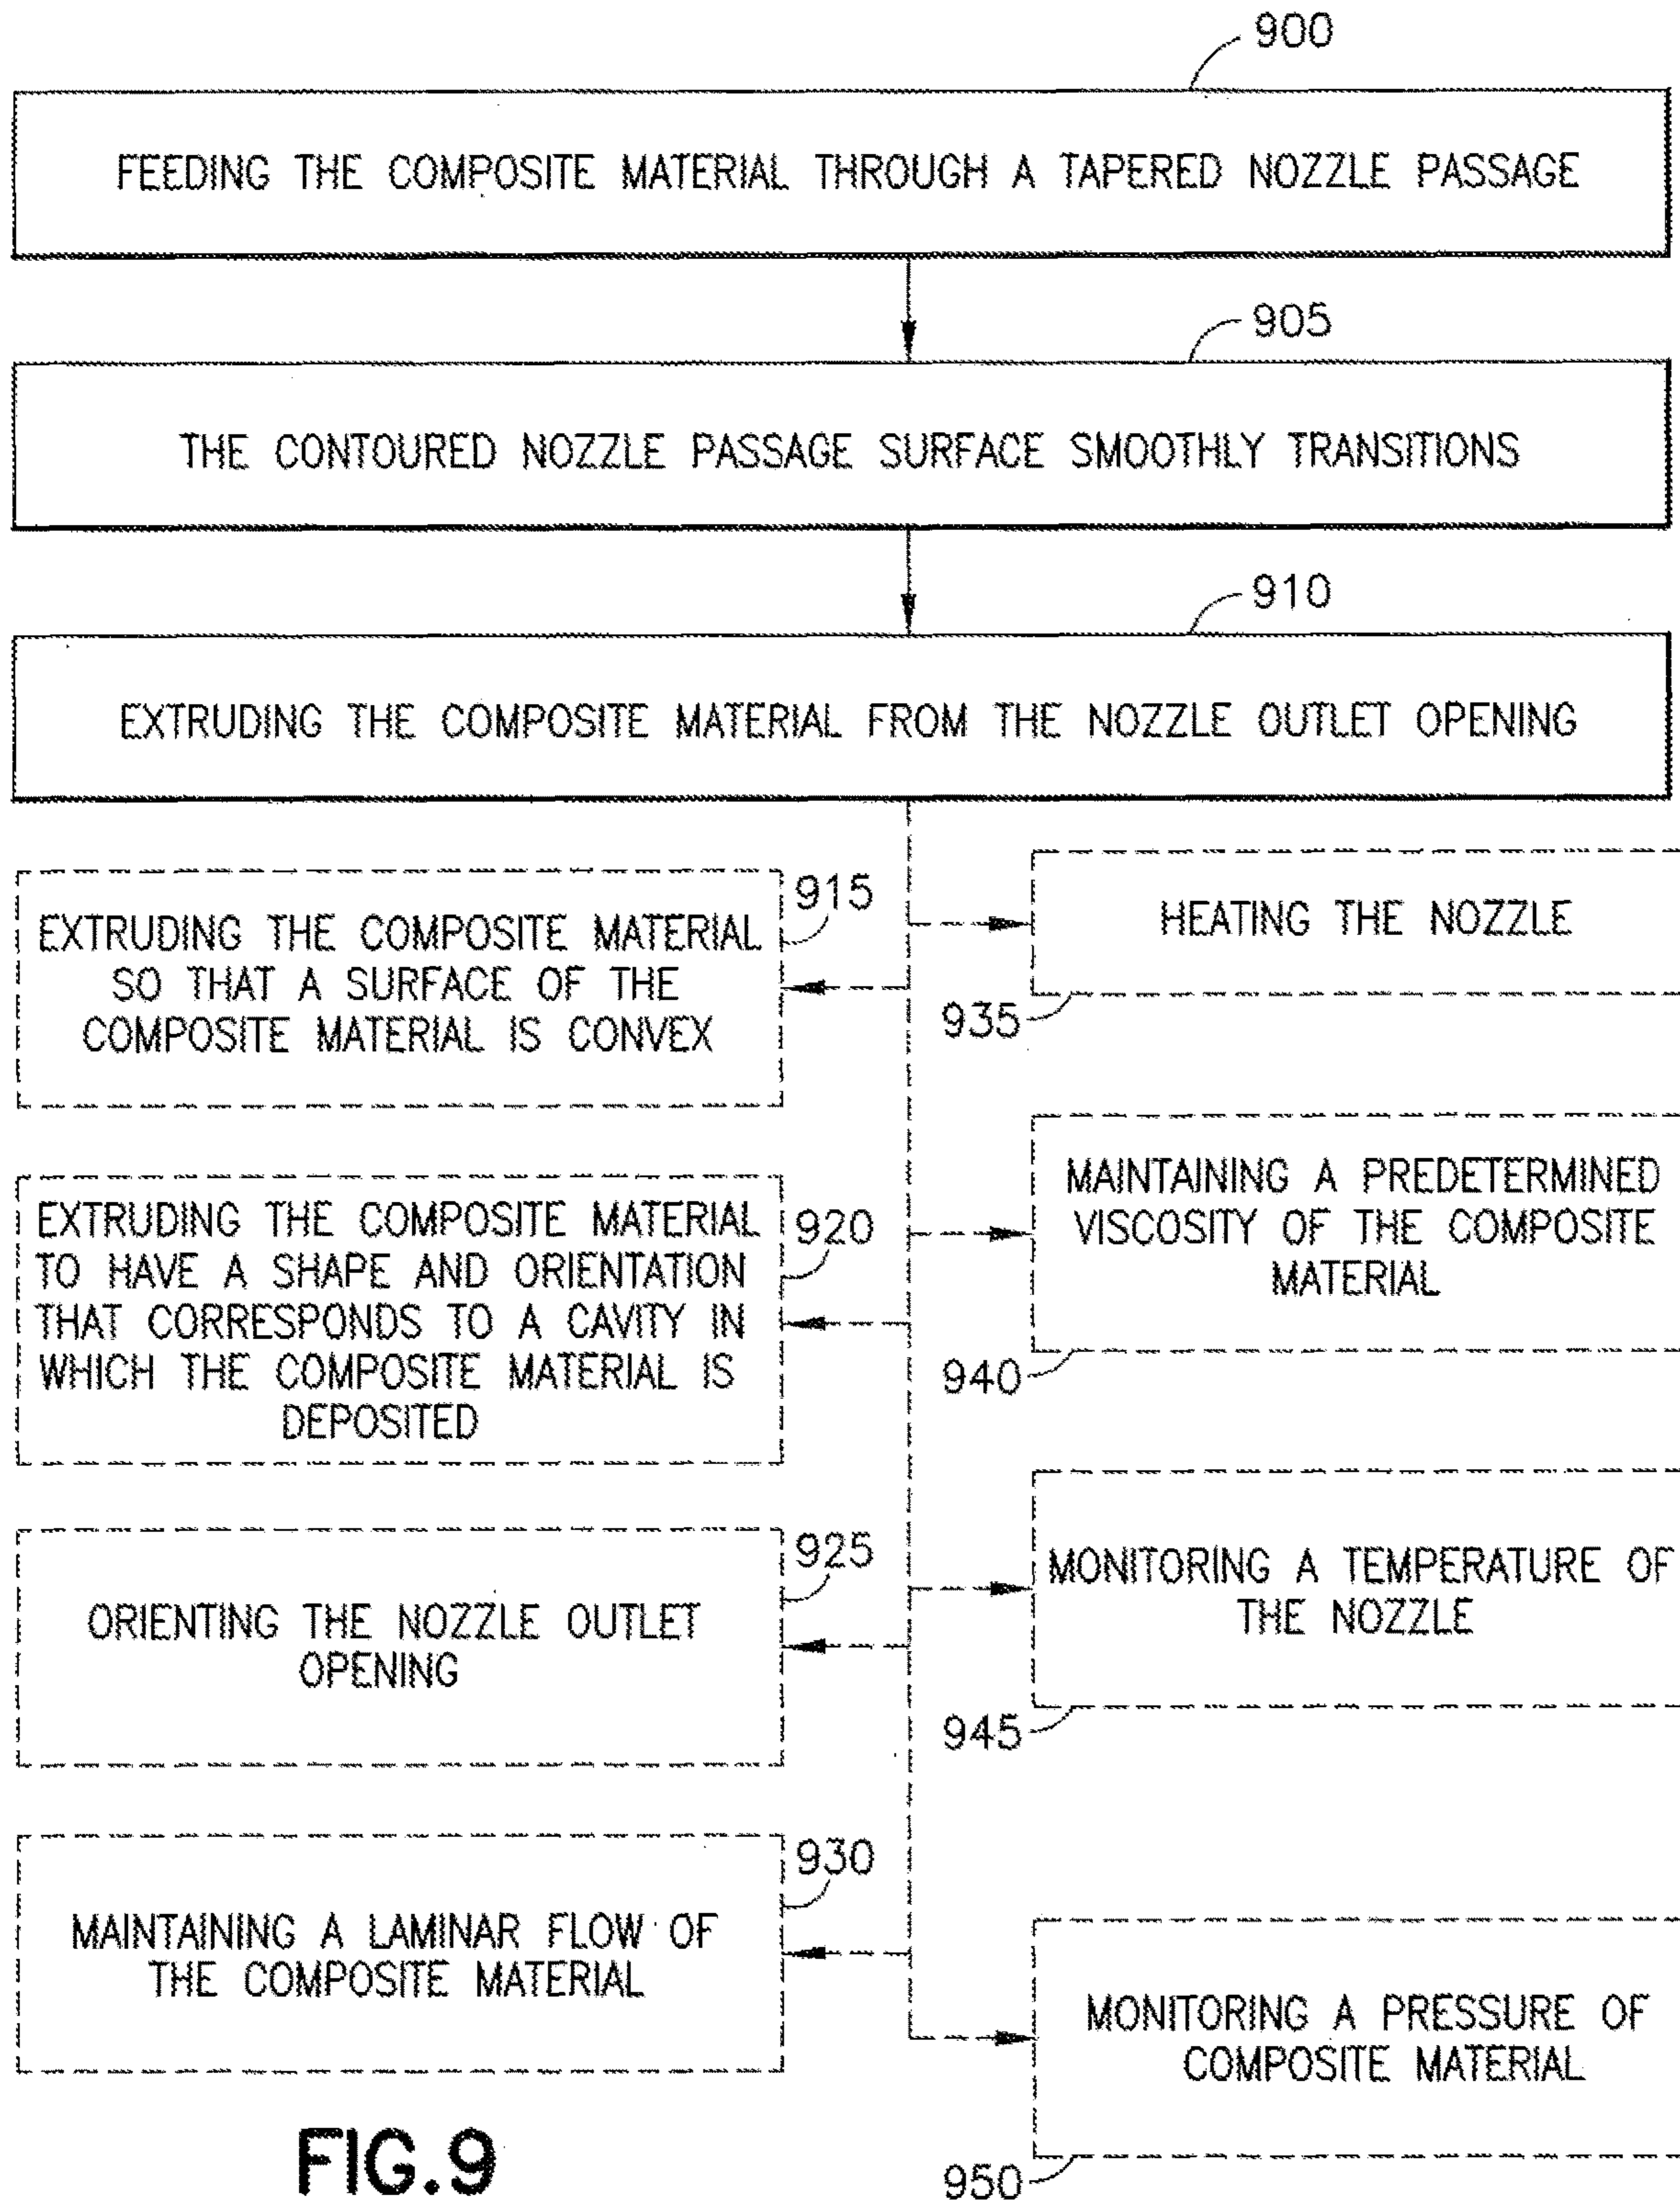 900
FEEDING THE COMPOSITE MATERIAL THROUGH A TAPERED NOZZLE PASSAGE
905
THE CONTOURED NOZZLE PASSAGE SURFACE SMOOTHLY TRANSITIONS
910
EXTRUDING THE COMPOSITE MATERIAL FROM THE NOZZLE OUTLET OPENING
915
EXTRUDING THE COMPOSITE MATERIAL
SO THAT A SURFACE OF THE
COMPOSITE MATERIAL IS CONVEX
920
EXTRUDING THE COMPOSITE MATERIAL
TO HAVE A SHAPE AND ORIENTATION
THAT CORRESPONDS TO A CAVITY IN
WHICH THE COMPOSITE MATERIAL IS
DEPOSITED
925
ORIENTING THE NOZZLE OUTLET
OPENING
930
MAINTAINING A LAMINAR FLOW OF
THE COMPOSITE MATERIAL
HEATING THE NOZZLE
935
MAINTAINING A PREDETERMINED
VISCOSITY OF THE COMPOSITE
MATERIAL
940
MONITORING A TEMPERATURE OF
THE NOZZLE
945
MONITORING A PRESSURE OF
COMPOSITE MATERIAL
950
FIG.9